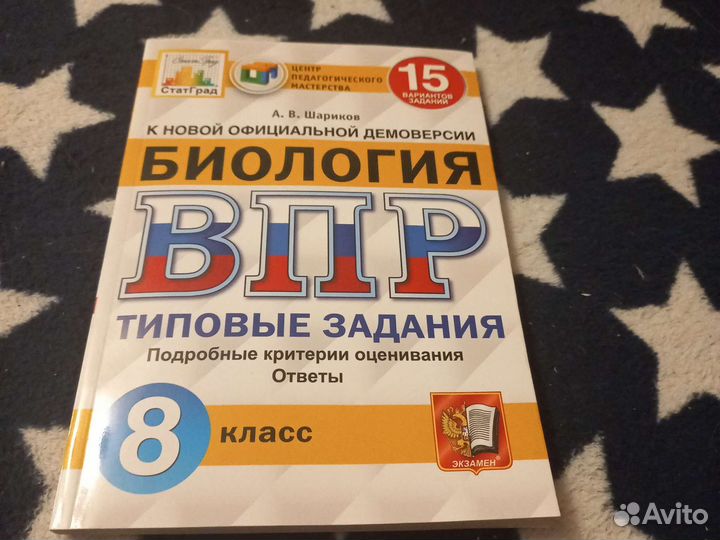 СтатГрад
ЦЕНТР
ПЕДАГОГИЧЕСКОГО
МАСТЕРСТВА
15
ВАРИАНТОВ
ЗАДАНИЙ
А. В. Шариков
К НОВОЙ ОФИЦИАЛЬНОЙ ДЕМОВЕРСИИ
БИОЛОГИЯ
ВПР
ТИПОВЫЕ ЗАДАНИЯ
Подробные критерии оценивания
Ответы
8 класс
ЭКЗАМЕН
Avito